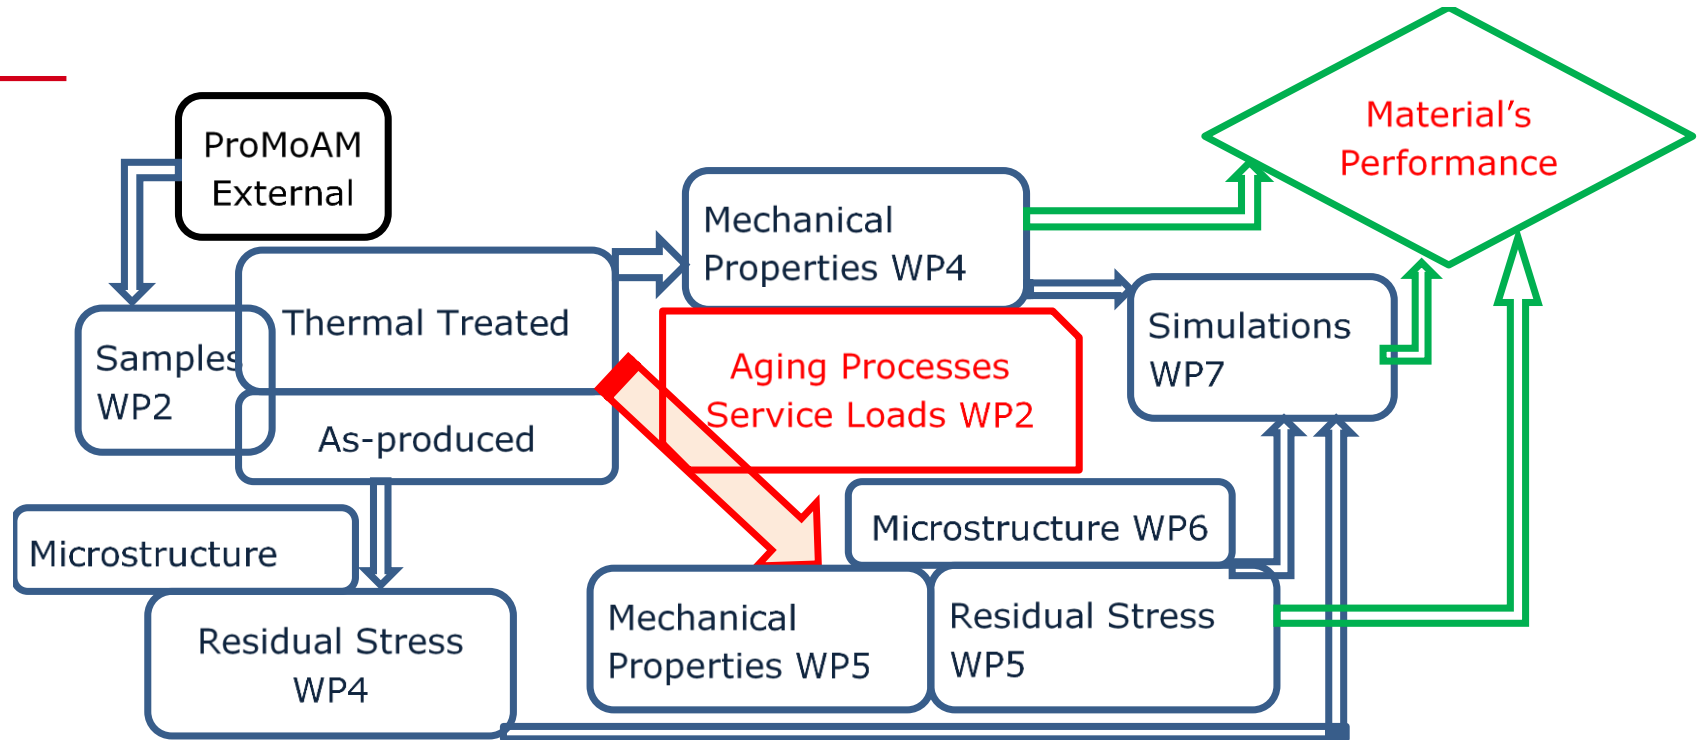 ProMoAM
External
Material's
Performance
Mechanical
Properties WP4
Thermal Treated
Samples
WP2
As-produced
Aging Processes
Service Loads WP2
Simulations
WP7
Microstructure
Residual Stress
WP4
Microstructure WP6
Mechanical
Properties WP5
Residual Stress
WP5